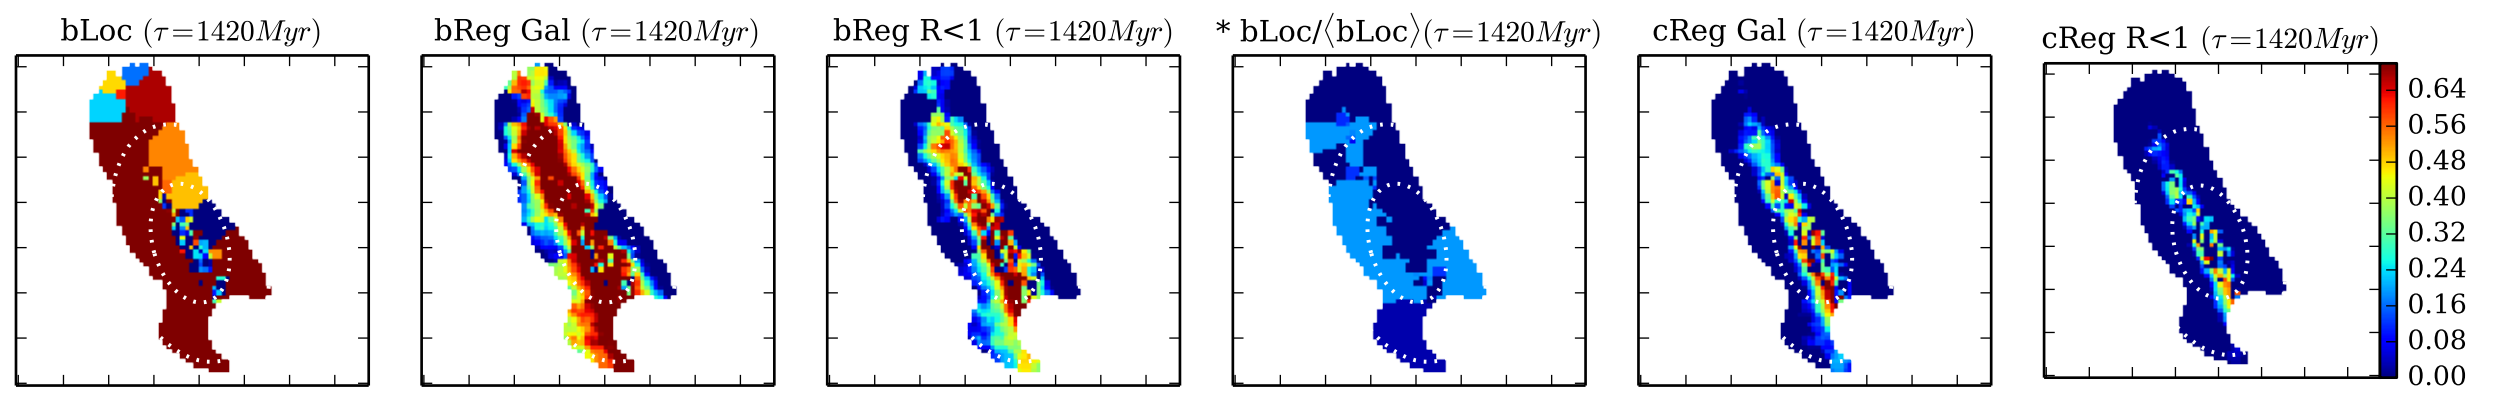 bLoc (τ=1420Myr)
bReg Gal (τ=1420Myr)
bReg R<1 (τ=1420Myr)
* bLoc/⟨bLoc⟩(τ=1420Myr)
cReg Gal (τ=1420Myr)
cReg R<1 (τ=1420Myr)
0.64
0.56
0.48
0.40
0.32
0.24
0.16
0.08
0.00